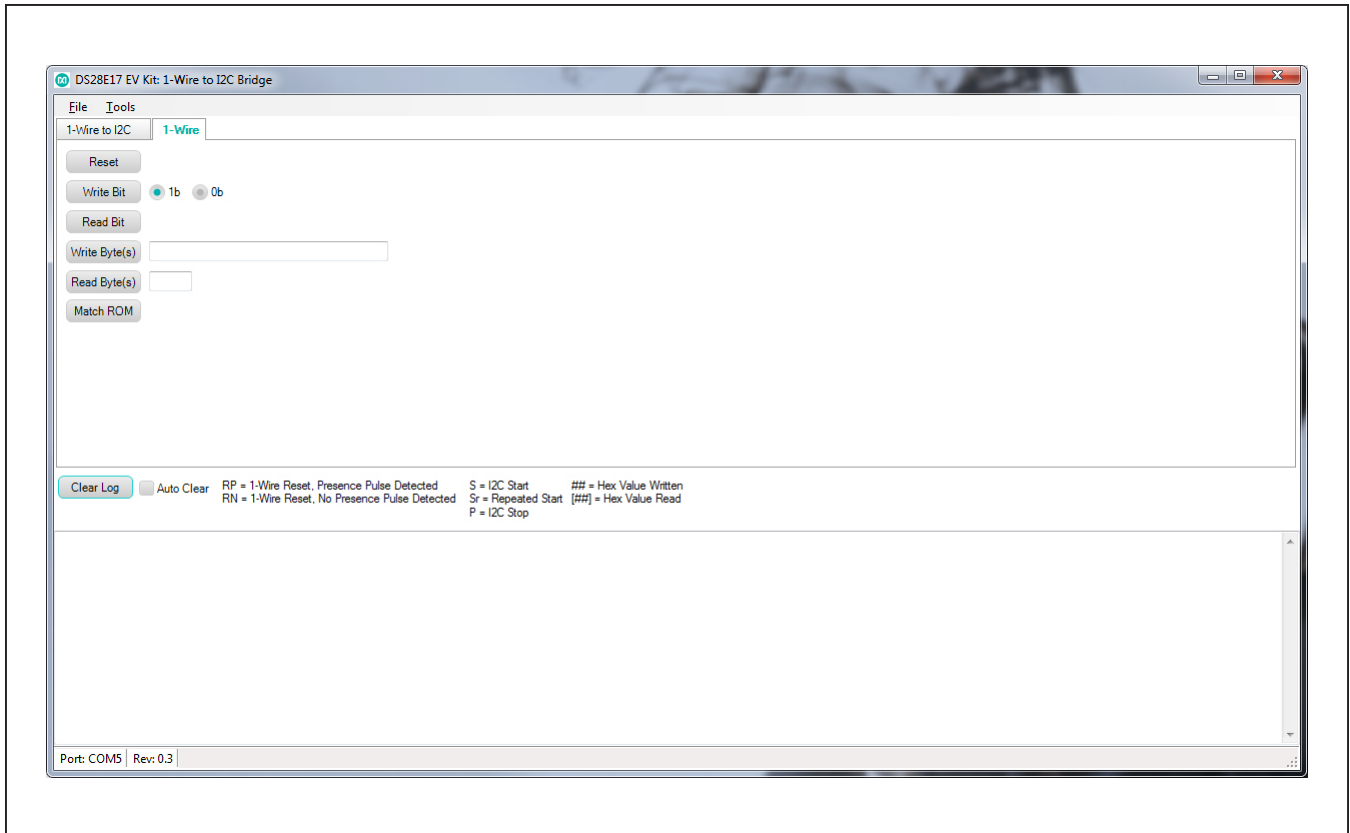 DS28E17 EV Kit: 1-Wire to I2C Bridge
File Tools
1-Wire to I2C 1-Wire
Reset
Write Bit 1b 0b
Read Bit
Write Byte(s)
Read Byte(s)
Match ROM
Clear Log Auto Clear RP = 1-Wire Reset, Presence Pulse Detected S = I2C Start ## = Hex Value Written
RN = 1-Wire Reset, No Presence Pulse Detected Sr = Repeated Start [##] = Hex Value Read
P = I2C Stop
Port: COM5 Rev: 0.3